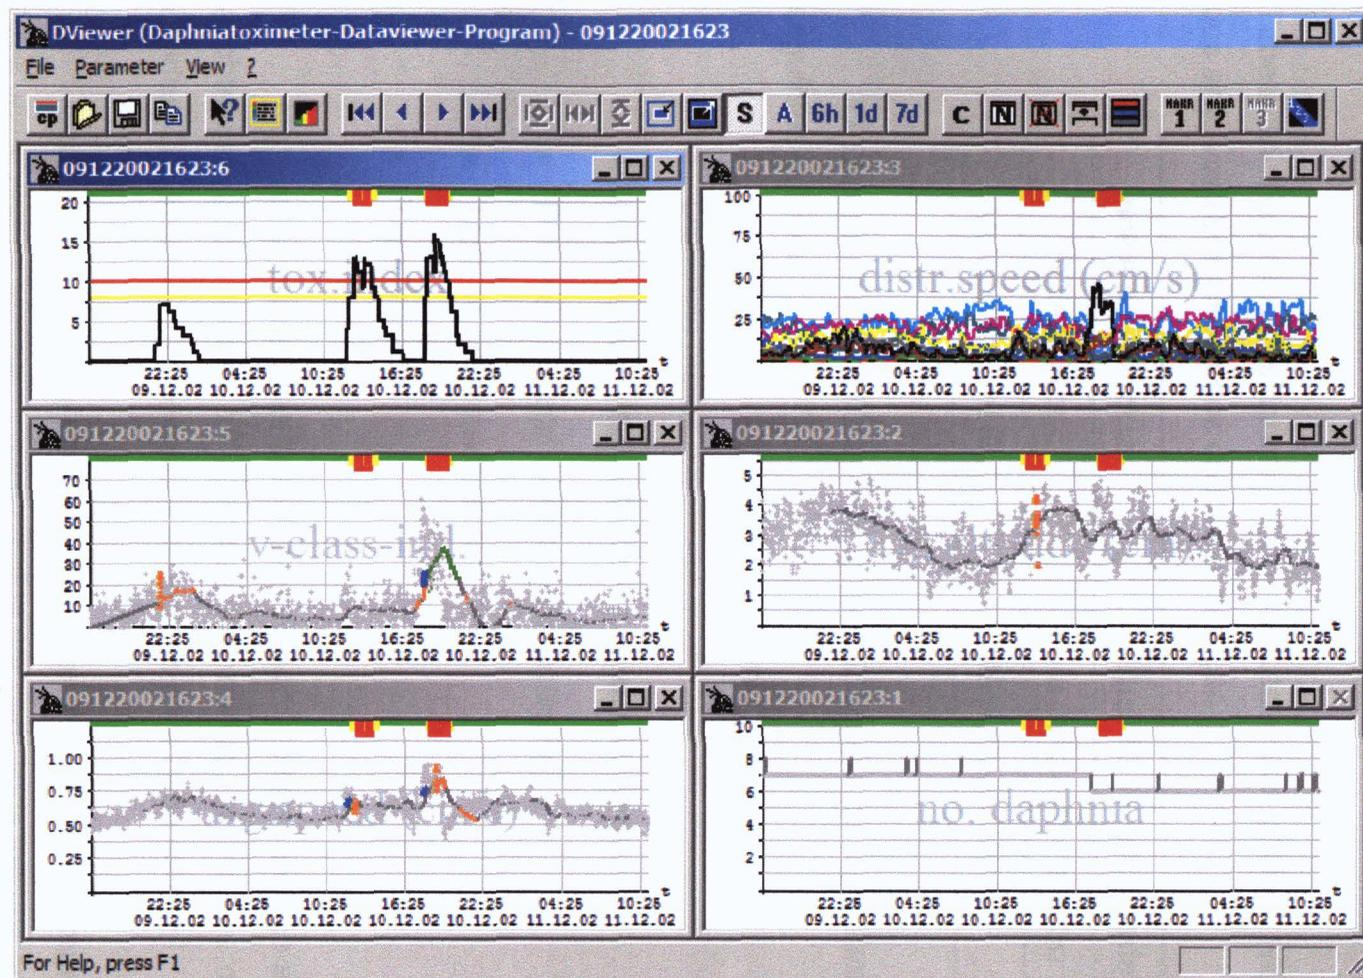 DViewer (Daphniatoximeter-Dataviewer-Program) - 091220021623
File Parameter View ?
cp S A 6h 1d 7d C N N MAKR 1 MAKR 2 MAKR 3
091220021623:6
20
15
10
5
tox.index
t
22:25 04:25 10:25 16:25 22:25 04:25 10:25
09.12.02 10.12.02 10.12.02 10.12.02 10.12.02 11.12.02 11.12.02
091220021623:3
100
75
50
25
distr.speed (cm/s)
t
22:25 04:25 10:25 16:25 22:25 04:25 10:25
09.12.02 10.12.02 10.12.02 10.12.02 10.12.02 11.12.02 11.12.02
091220021623:5
70
60
50
40
30
20
10
t
22:25 04:25 10:25 16:25 22:25 04:25 10:25
09.12.02 10.12.02 10.12.02 10.12.02 10.12.02 11.12.02 11.12.02
091220021623:2
5
4
3
2
1
t
22:25 04:25 10:25 16:25 22:25 04:25 10:25
09.12.02 10.12.02 10.12.02 10.12.02 10.12.02 11.12.02 11.12.02
091220021623:4
1.00
0.75
0.50
0.25
t
22:25 04:25 10:25 16:25 22:25 04:25 10:25
09.12.02 10.12.02 10.12.02 10.12.02 10.12.02 11.12.02 11.12.02
091220021623:1
10
8
6
4
2
no. daphnia
t
22:25 04:25 10:25 16:25 22:25 04:25 10:25
09.12.02 10.12.02 10.12.02 10.12.02 10.12.02 11.12.02 11.12.02
For Help, press F1